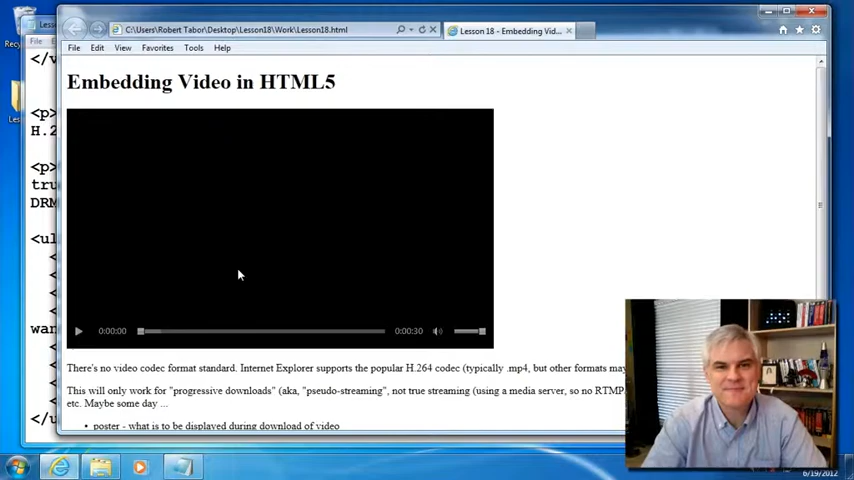 C:\Users\Robert Tabor\Desktop\Lesson18\Work\Lesson18.html
Lesson 18 - Embedding Vid...
File Edit View Favorites Tools Help
Embedding Video in HTML5
0:00:00
0:00:30
There's no video codec format standard. Internet Explorer supports the popular H.264 codec (typically .mp4, but other formats may
This will only work for "progressive downloads" (aka, "pseudo-streaming", not true streaming (using a media server, so no RTMP,
etc. Maybe some day ...
• poster - what is to be displayed during download of video
File
</v
<p>
H.2
<p>
tru
DRM
<ul
<
<
<
wan
<
<
<
</u
6/19/2012